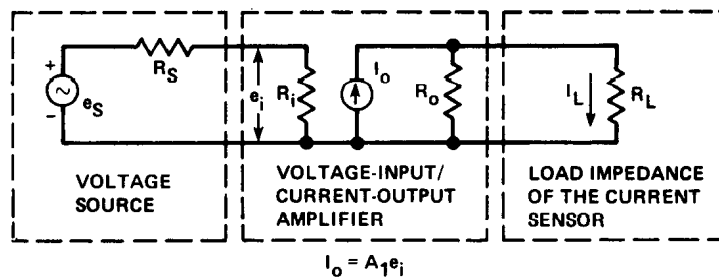 +
R_S
e_S
−
e_i
R_i
I_o
R_o
I_L
R_L
VOLTAGE
SOURCE
VOLTAGE-INPUT/
CURRENT-OUTPUT
AMPLIFIER
LOAD IMPEDANCE
OF THE CURRENT
SENSOR
I_o = A_1e_i